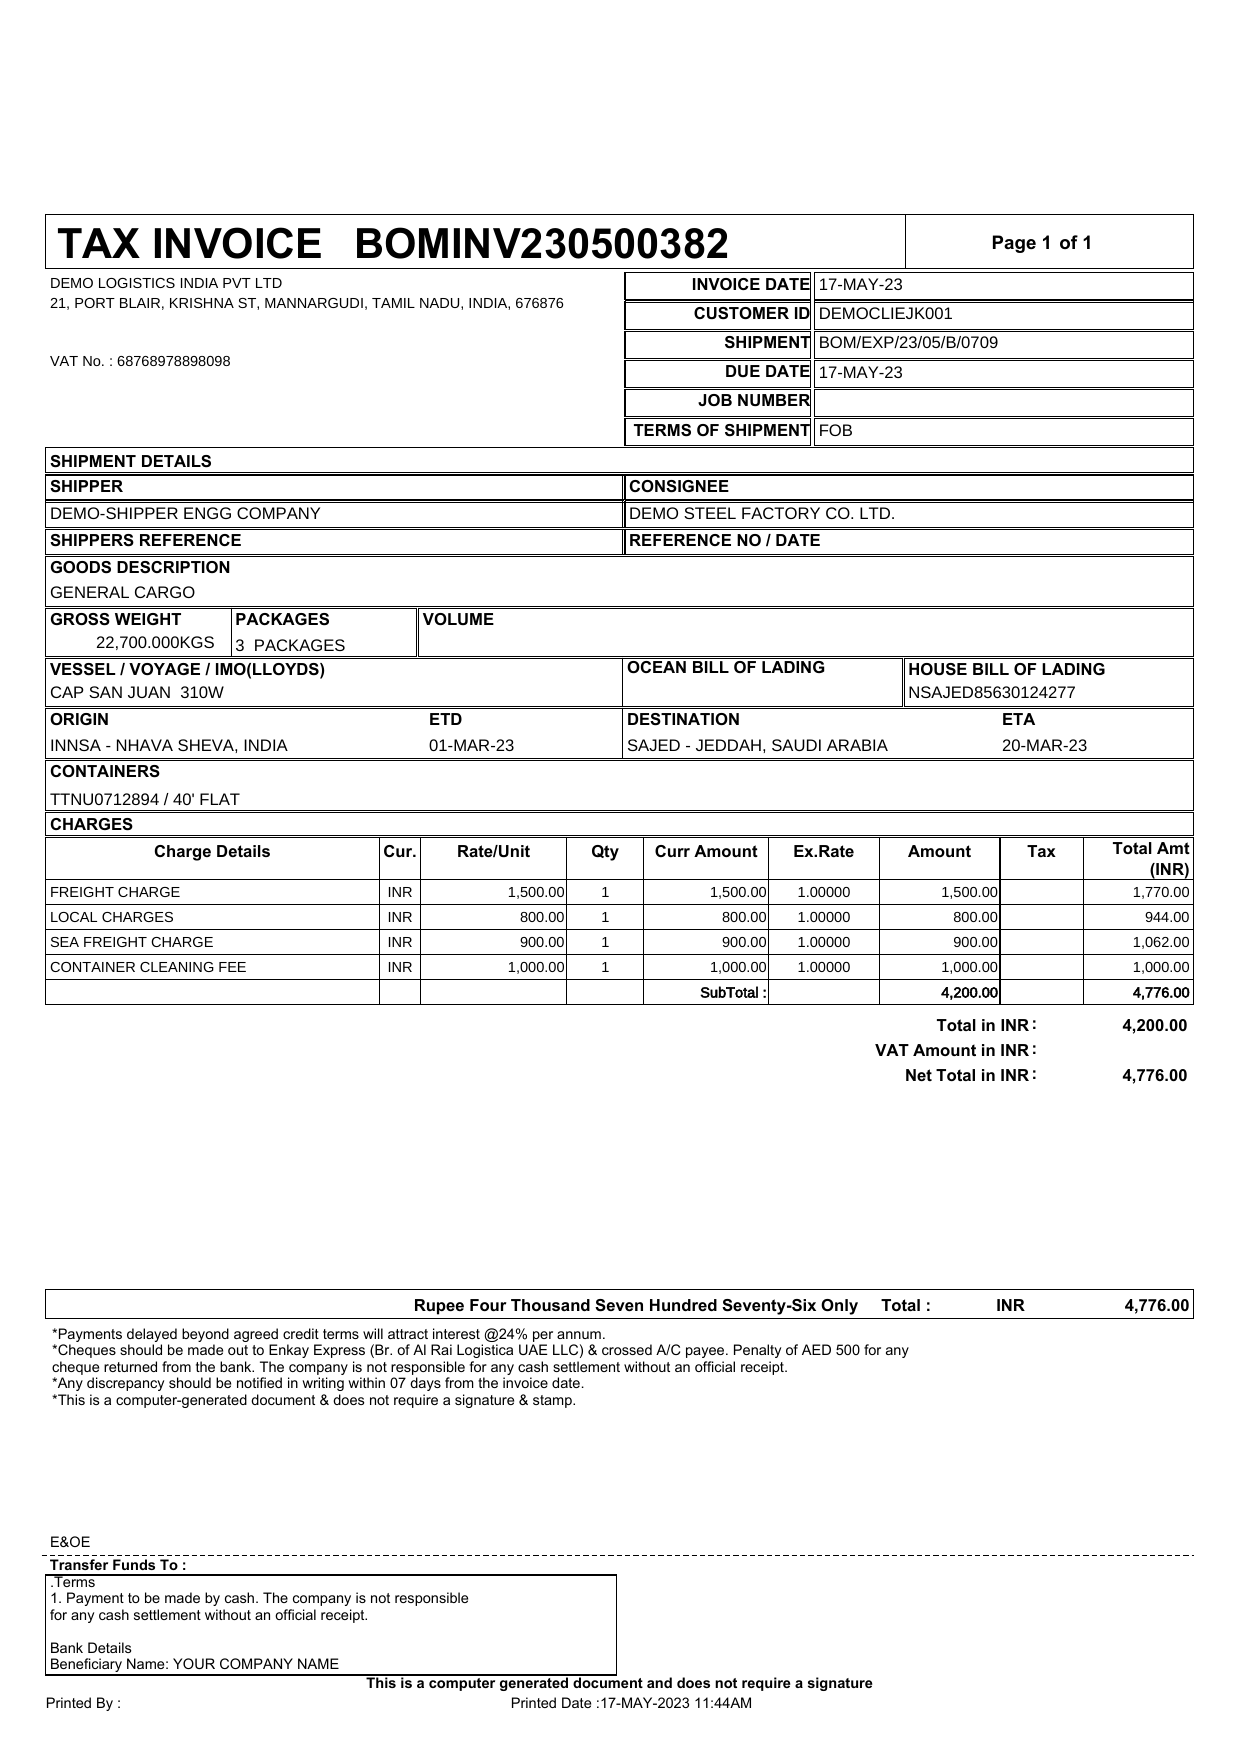 TAX INVOICE BOMINV230500382
Page 1 of 1
DEMO LOGISTICS INDIA PVT LTD
21, PORT BLAIR, KRISHNA ST, MANNARGUDI, TAMIL NADU, INDIA, 676876
VAT No. : 68768978898098
INVOICE DATE 17-MAY-23
CUSTOMER ID DEMOCLIEJK001
SHIPMENT BOM/EXP/23/05/B/0709
DUE DATE 17-MAY-23
JOB NUMBER
TERMS OF SHIPMENT FOB
SHIPMENT DETAILS
SHIPPER CONSIGNEE
DEMO-SHIPPER ENGG COMPANY DEMO STEEL FACTORY CO. LTD.
SHIPPERS REFERENCE REFERENCE NO / DATE
GOODS DESCRIPTION
GENERAL CARGO
GROSS WEIGHT PACKAGES VOLUME
22,700.000KGS 3 PACKAGES
VESSEL / VOYAGE / IMO(LLOYDS) OCEAN BILL OF LADING HOUSE BILL OF LADING
CAP SAN JUAN 310W NSAJED85630124277
ORIGIN ETD DESTINATION ETA
INNSA - NHAVA SHEVA, INDIA 01-MAR-23 SAJED - JEDDAH, SAUDI ARABIA 20-MAR-23
CONTAINERS
TTNU0712894 / 40' FLAT
CHARGES
Charge Details Cur. Rate/Unit Qty Curr Amount Ex.Rate Amount Tax Total Amt (INR)
FREIGHT CHARGE INR 1,500.00 1 1,500.00 1.00000 1,500.00 1,770.00
LOCAL CHARGES INR 800.00 1 800.00 1.00000 800.00 944.00
SEA FREIGHT CHARGE INR 900.00 1 900.00 1.00000 900.00 1,062.00
CONTAINER CLEANING FEE INR 1,000.00 1 1,000.00 1.00000 1,000.00 1,000.00
SubTotal : 4,200.00 4,776.00
Total in INR : 4,200.00
VAT Amount in INR :
Net Total in INR : 4,776.00
Rupee Four Thousand Seven Hundred Seventy-Six Only Total : INR 4,776.00
*Payments delayed beyond agreed credit terms will attract interest @24% per annum.
*Cheques should be made out to Enkay Express (Br. of Al Rai Logistica UAE LLC) & crossed A/C payee. Penalty of AED 500 for any
cheque returned from the bank. The company is not responsible for any cash settlement without an official receipt.
*Any discrepancy should be notified in writing within 07 days from the invoice date.
*This is a computer-generated document & does not require a signature & stamp.
E&OE
Transfer Funds To :
.Terms
1. Payment to be made by cash. The company is not responsible
for any cash settlement without an official receipt.
Bank Details
Beneficiary Name: YOUR COMPANY NAME
This is a computer generated document and does not require a signature
Printed By : Printed Date :17-MAY-2023 11:44AM